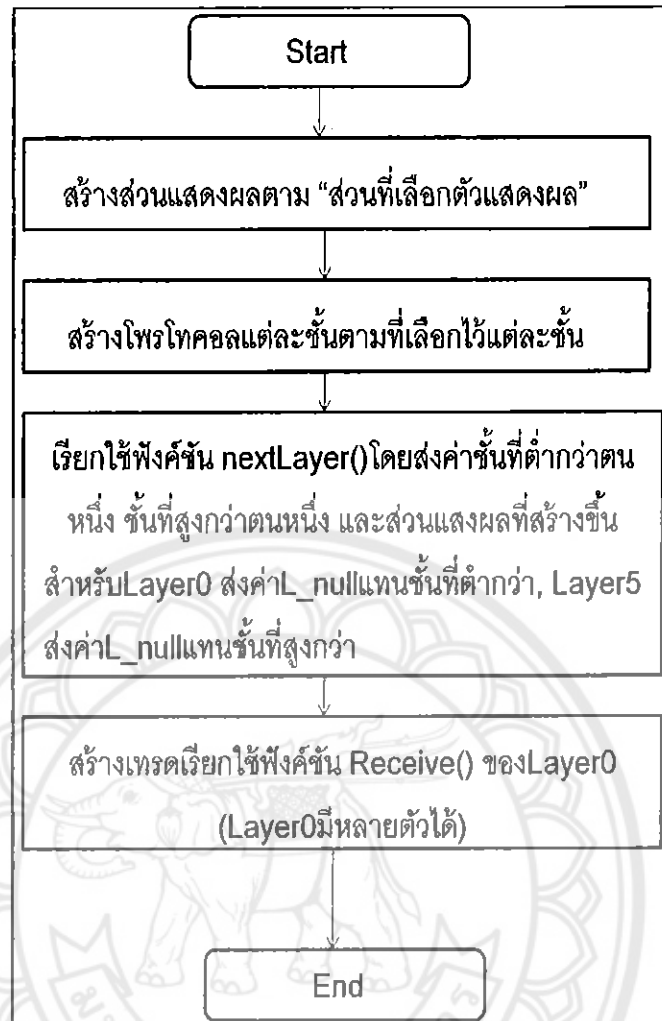 Start
สร้างส่วนแสดงผลตาม “ส่วนที่เลือกตัวแสดงผล”
สร้างโพรโทคอลแต่ละชั้นตามที่เลือกไว้แต่ละชั้น
เรียกใช้ฟังค์ชัน nextLayer()โดยส่งค่าชั้นที่ต่ำกว่าตน
หนึ่ง ชั้นที่สูงกว่าตนหนึ่ง และส่วนแสงผลที่สร้างขึ้น
สำหรับLayer0 ส่งค่าL_nullแทนชั้นที่ต่ำกว่า, Layer5
ส่งค่าL_nullแทนชั้นที่สูงกว่า
สร้างเทรดเรียกใช้ฟังค์ชัน Receive() ของLayer0
(Layer0มีหลายตัวได้)
End